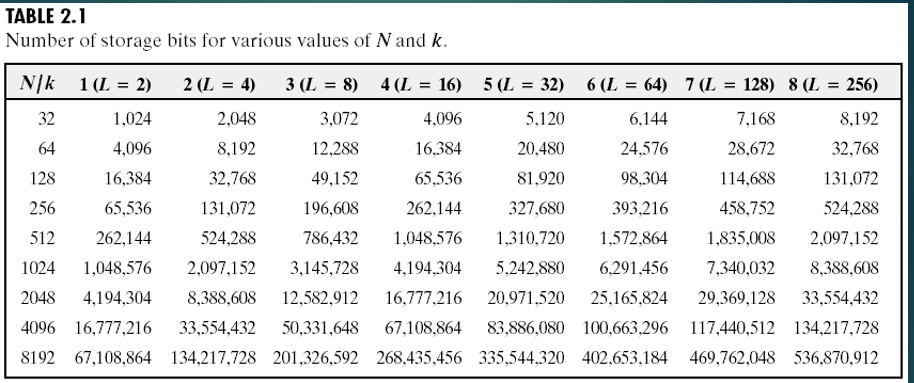 TABLE 2.1
Number of storage bits for various values of N and k.
N/k 1 (L = 2) 2 (L = 4) 3 (L = 8) 4 (L = 16) 5 (L = 32) 6 (L = 64) 7 (L = 128) 8 (L = 256)
32 1,024 2,048 3,072 4,096 5,120 6,144 7,168 8,192
64 4,096 8,192 12,288 16,384 20,480 24,576 28,672 32,768
128 16,384 32,768 49,152 65,536 81,920 98,304 114,688 131,072
256 65,536 131,072 196,608 262,144 327,680 393,216 458,752 524,288
512 262,144 524,288 786,432 1,048,576 1,310,720 1,572,864 1,835,008 2,097,152
1024 1,048,576 2,097,152 3,145,728 4,194,304 5,242,880 6,291,456 7,340,032 8,388,608
2048 4,194,304 8,388,608 12,582,912 16,777,216 20,971,520 25,165,824 29,369,128 33,554,432
4096 16,777,216 33,554,432 50,331,648 67,108,864 83,886,080 100,663,296 117,440,512 134,217,728
8192 67,108,864 134,217,728 201,326,592 268,435,456 335,544,320 402,653,184 469,762,048 536,870,912